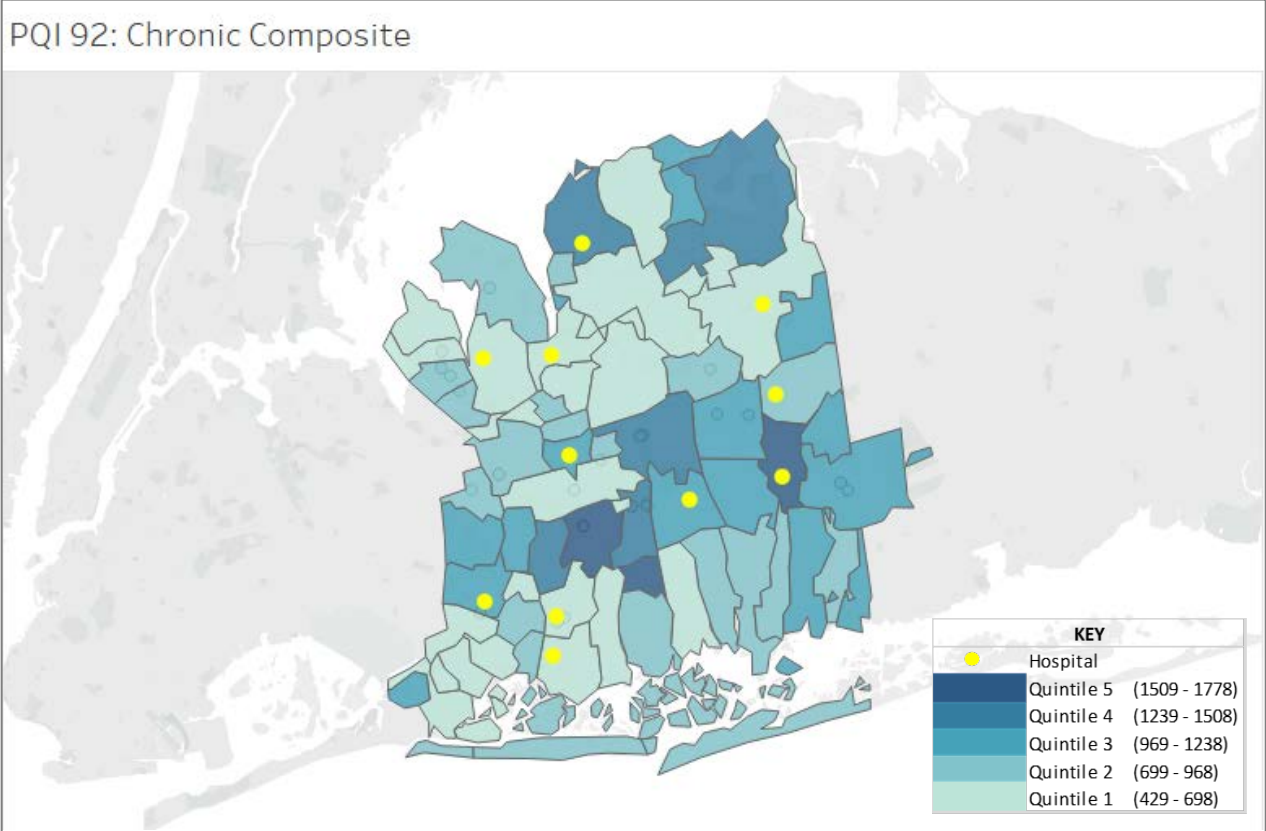 PQI 92: Chronic Composite
KEY
Hospital
Quintile 5 (1509 - 1778)
Quintile 4 (1239 - 1508)
Quintile 3 (969 - 1238)
Quintile 2 (699 - 968)
Quintile 1 (429 - 698)